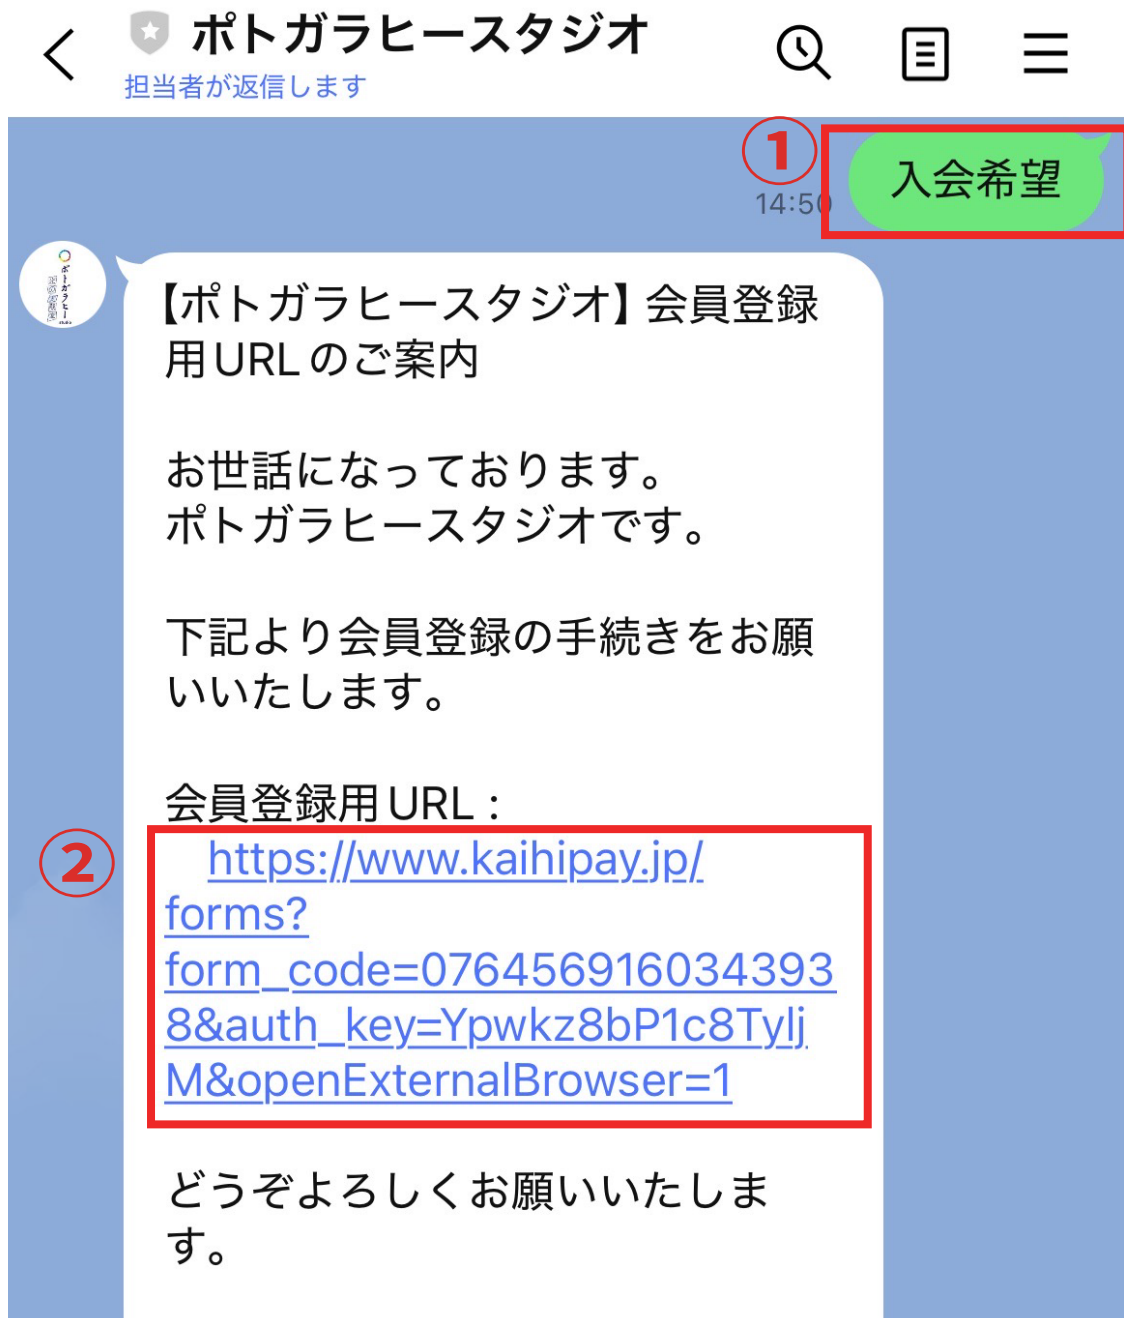 ポトガラヒースタジオ
担当者が返信します
①
入会希望
14:50
【ポトガラヒースタジオ】会員登録
用URLのご案内
お世話になっております。
ポトガラヒースタジオです。
下記より会員登録の手続きをお願
いいたします。
会員登録用URL：
②
https://www.kaihipay.jp/
forms?
form_code=076456916034393
8&auth_key=Ypwkz8bP1c8Tylj
M&openExternalBrowser=1
どうぞよろしくお願いいたしま
す。